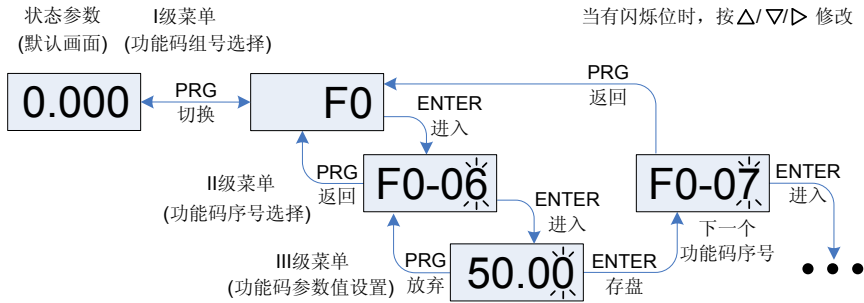 状态参数
(默认画面)
I级菜单
(功能码组号选择)
当有闪烁位时，按△/▽/▷ 修改
0.000
PRG
切换
F0
PRG
返回
ENTER
进入
II级菜单
(功能码序号选择)
PRG
返回
F0-06
ENTER
进入
F0-07
ENTER
进入
下一个
功能码序号
III级菜单
(功能码参数值设置)
PRG
放弃
50.00
ENTER
存盘